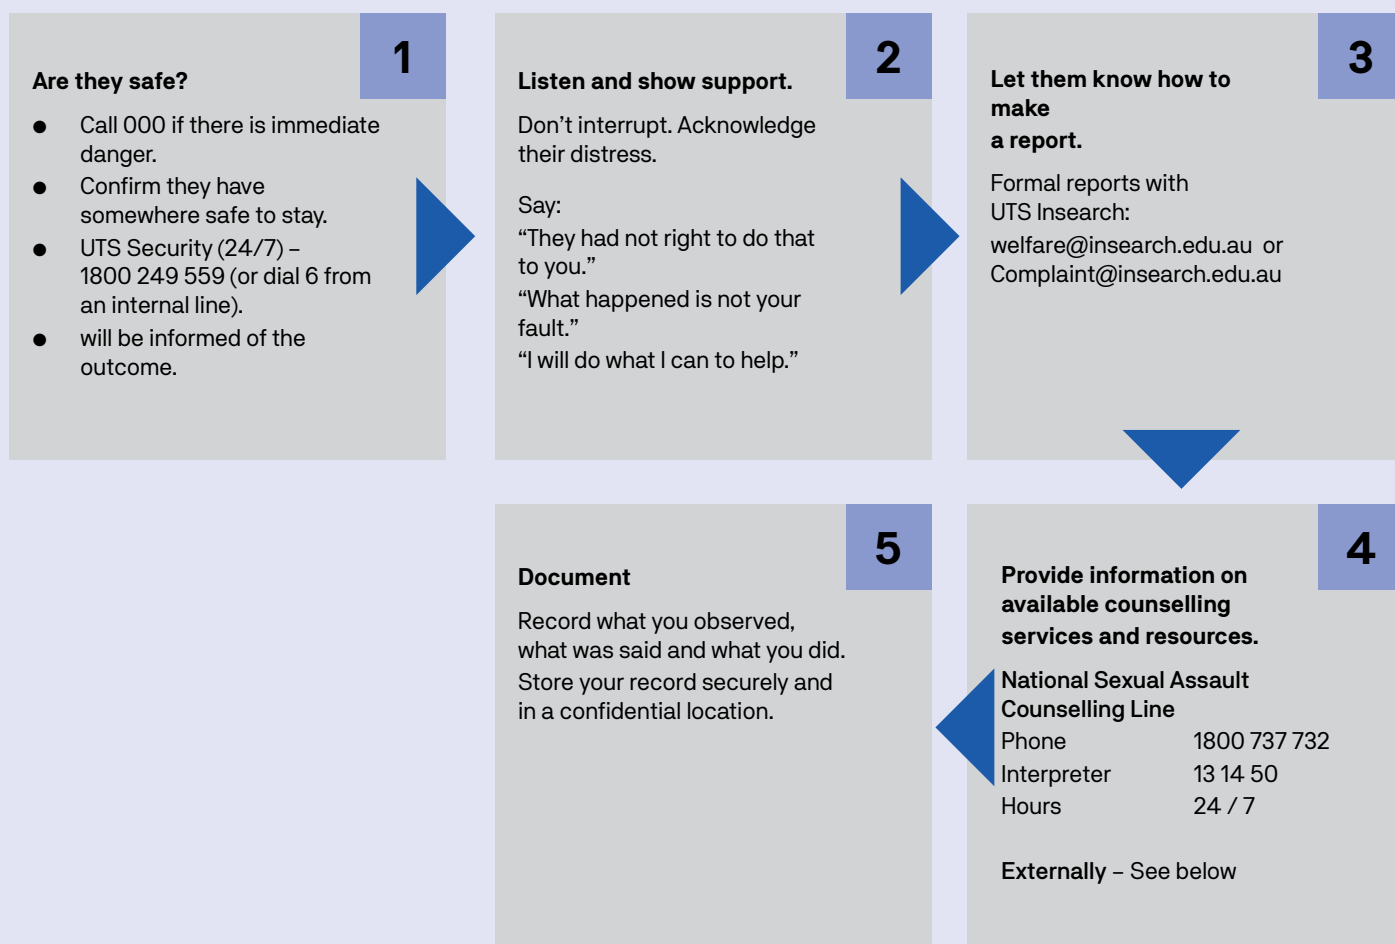 1
Are they safe?
● Call 000 if there is immediate
danger.
● Confirm they have
somewhere safe to stay.
● UTS Security (24/7) –
1800 249 559 (or dial 6 from
an internal line).
● will be informed of the
outcome.
2
Listen and show support.
Don’t interrupt. Acknowledge
their distress.
Say:
“They had not right to do that
to you.”
“What happened is not your
fault.”
“I will do what I can to help.”
3
Let them know how to
make
a report.
Formal reports with
UTS Insearch:
welfare@insearch.edu.au or
Complaint@insearch.edu.au
4
Provide information on
available counselling
services and resources.
National Sexual Assault
Counselling Line
Phone 1800 737 732
Interpreter 13 14 50
Hours 24 / 7
Externally – See below
5
Document
Record what you observed,
what was said and what you did.
Store your record securely and
in a confidential location.